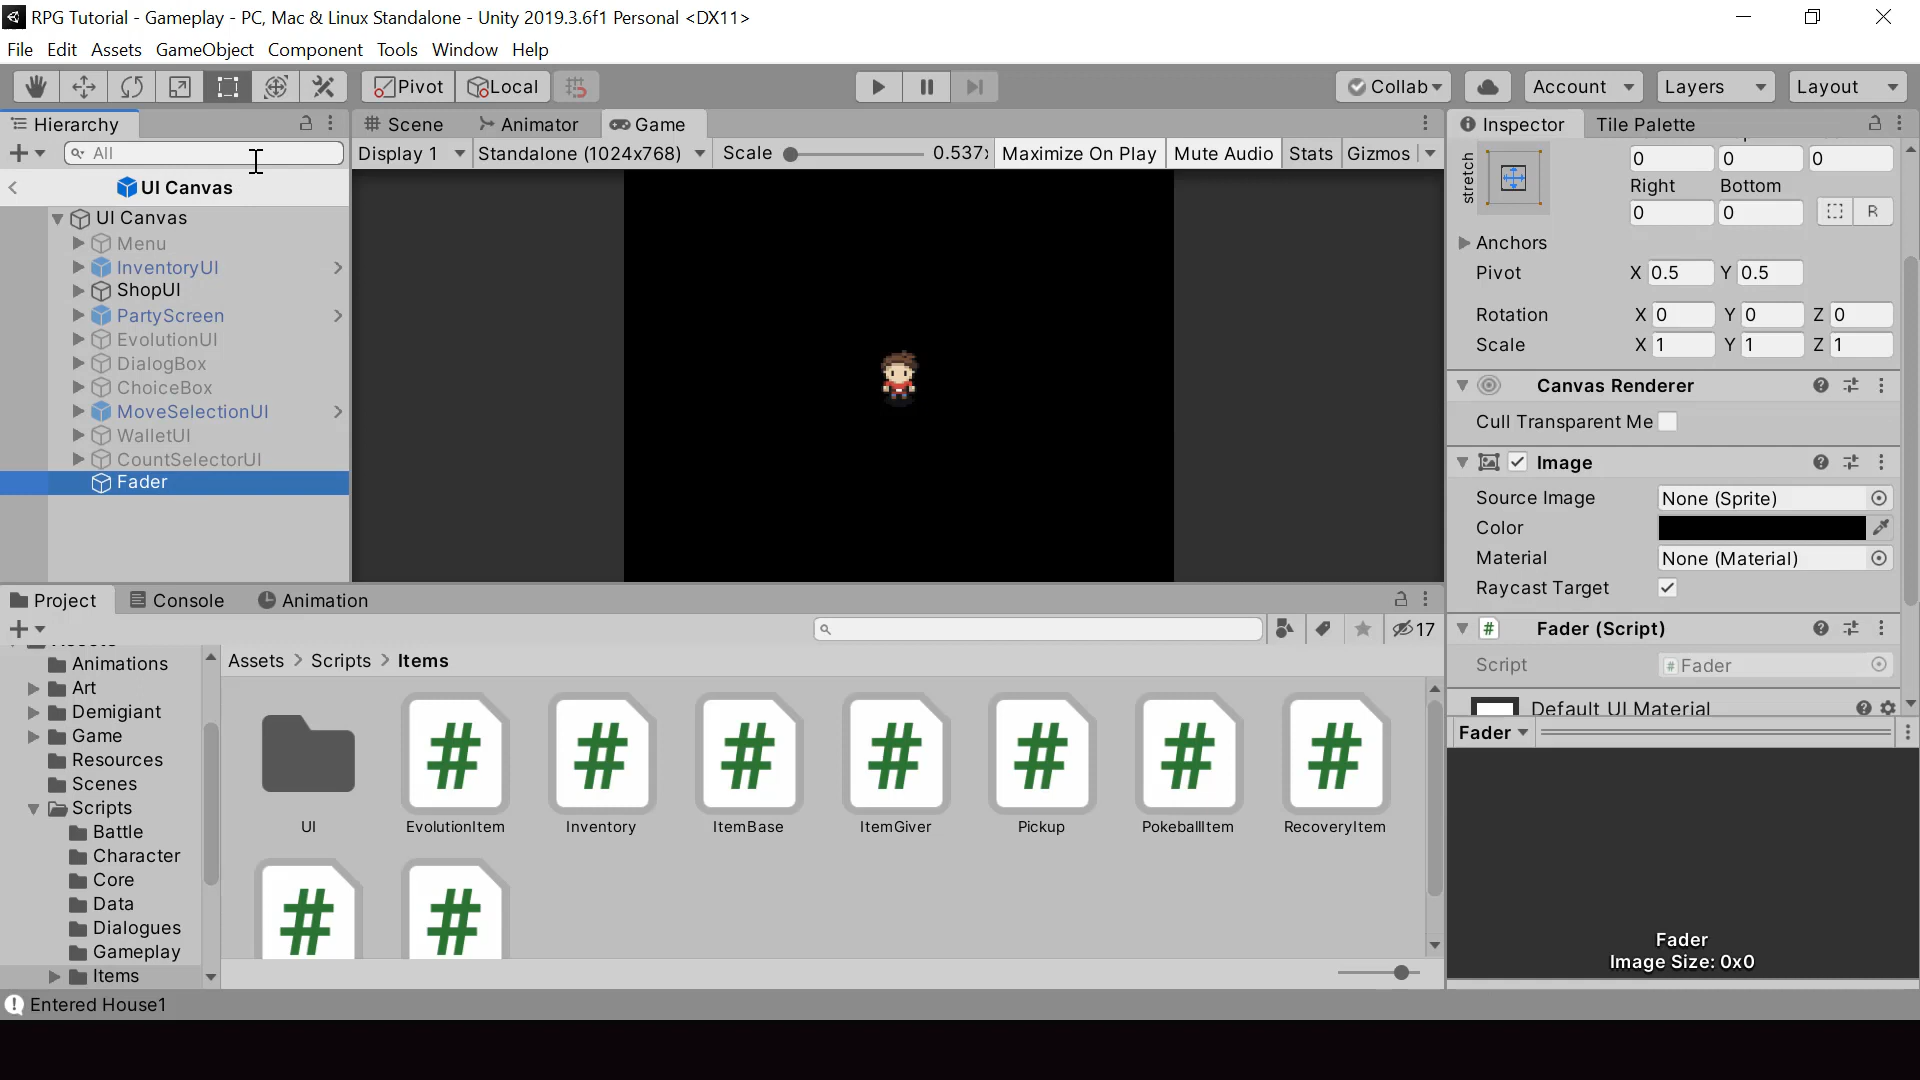 RPG Tutorial - Gameplay - PC, Mac & Linux Standalone - Unity 2019.3.6f1 Personal <DX11>
File Edit Assets GameObject Component Tools Window Help
Pivot Local Collab Account Layers Layout
Hierarchy
All
UI Canvas
UI Canvas
Menu
InventoryUI
ShopUI
PartyScreen
EvolutionUI
DialogBox
ChoiceBox
MoveSelectionUI
WalletUI
CountSelectorUI
Fader
Scene Animator Game
Display 1 Standalone (1024x768) Scale 0.537 Maximize On Play Mute Audio Stats Gizmos
Inspector Tile Palette
stretch
0 0 0
Right Bottom
0 0 R
Anchors
Pivot X 0.5 Y 0.5
Rotation X 0 Y 0 Z 0
Scale X 1 Y 1 Z 1
Canvas Renderer
Cull Transparent Me
Image
Source Image None (Sprite)
Color
Material None (Material)
Raycast Target
# Fader (Script)
Script # Fader
Default UI Material
Fader
Fader
Image Size: 0x0
Project Console Animation
17
Animations
Art
Demigiant
Game
Resources
Scenes
Scripts
Battle
Character
Core
Data
Dialogues
Gameplay
Items
Assets > Scripts > Items
# # # # # # #
UI EvolutionItem Inventory ItemBase ItemGiver Pickup PokeballItem RecoveryItem
# #
Entered House1